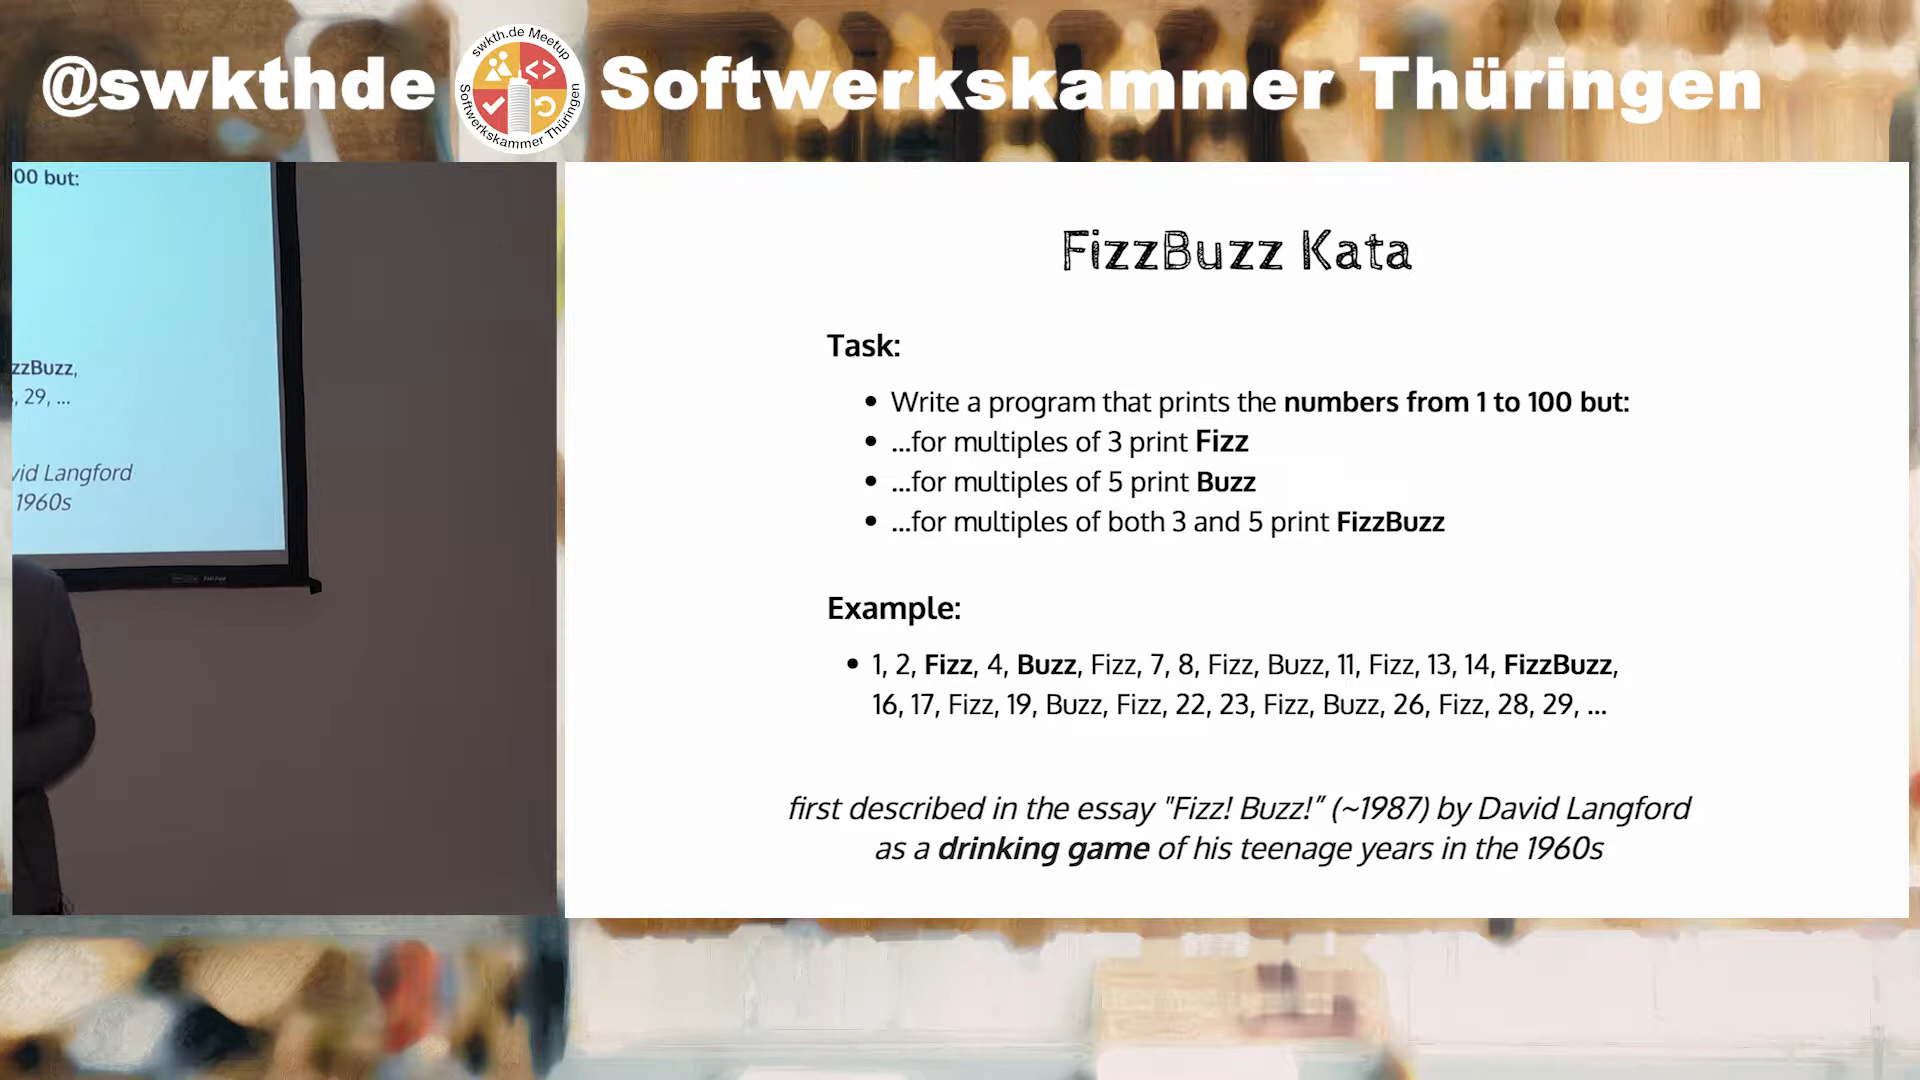 @swkthde
swkth.de Meetup
Softwerkskammer Thüringen
Softwerkskammer Thüringen
00 but:
zzBuzz,
, 29, ...
vid Langford
1960s
FizzBuzz Kata
Task:
• Write a program that prints the numbers from 1 to 100 but:
• ...for multiples of 3 print Fizz
• ...for multiples of 5 print Buzz
• ...for multiples of both 3 and 5 print FizzBuzz
Example:
• 1, 2, Fizz, 4, Buzz, Fizz, 7, 8, Fizz, Buzz, 11, Fizz, 13, 14, FizzBuzz,
16, 17, Fizz, 19, Buzz, Fizz, 22, 23, Fizz, Buzz, 26, Fizz, 28, 29, ...
first described in the essay "Fizz! Buzz!” (~1987) by David Langford
as a drinking game of his teenage years in the 1960s